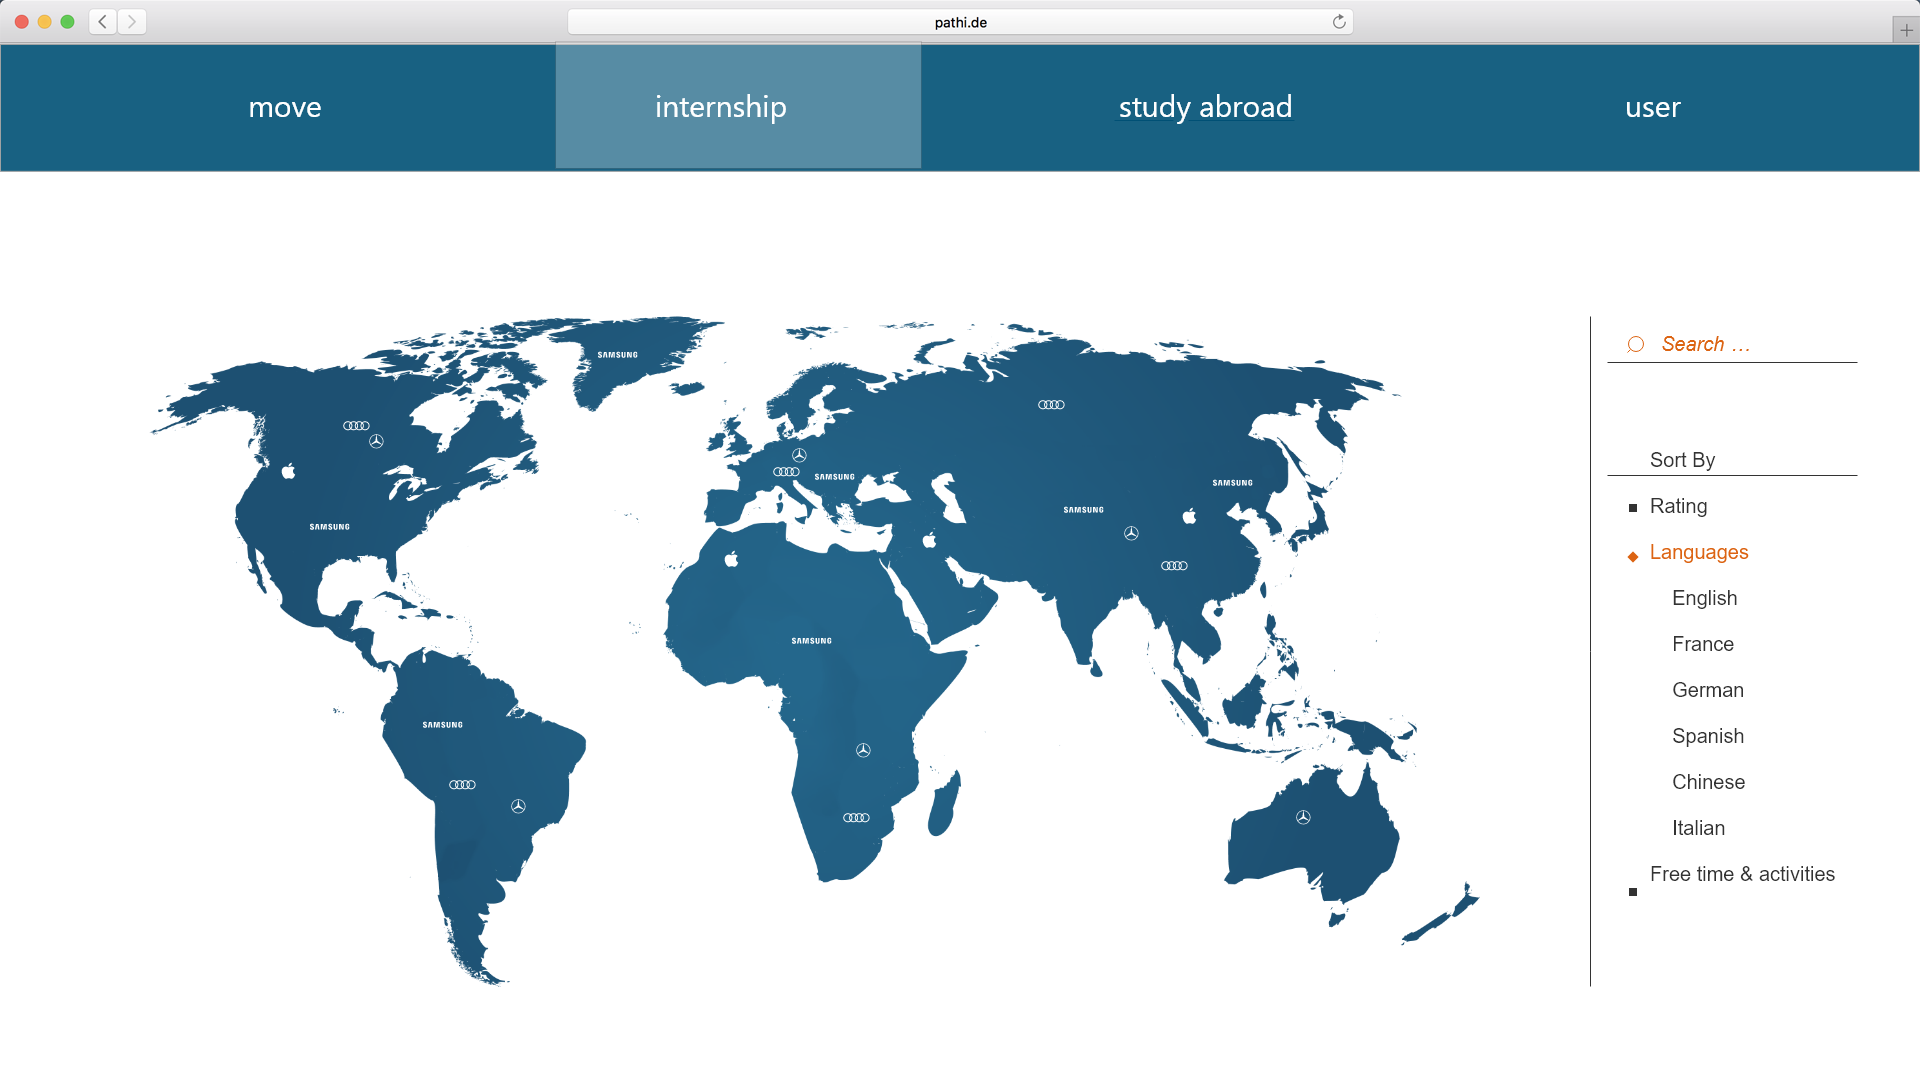 pathi.de
move
internship
study abroad
user
Search ...
Sort By
Rating
Languages
English
France
German
Spanish
Chinese
Italian
Free time & activities
SAMSUNG
SAMSUNG
SAMSUNG
SAMSUNG
SAMSUNG
SAMSUNG
SAMSUNG